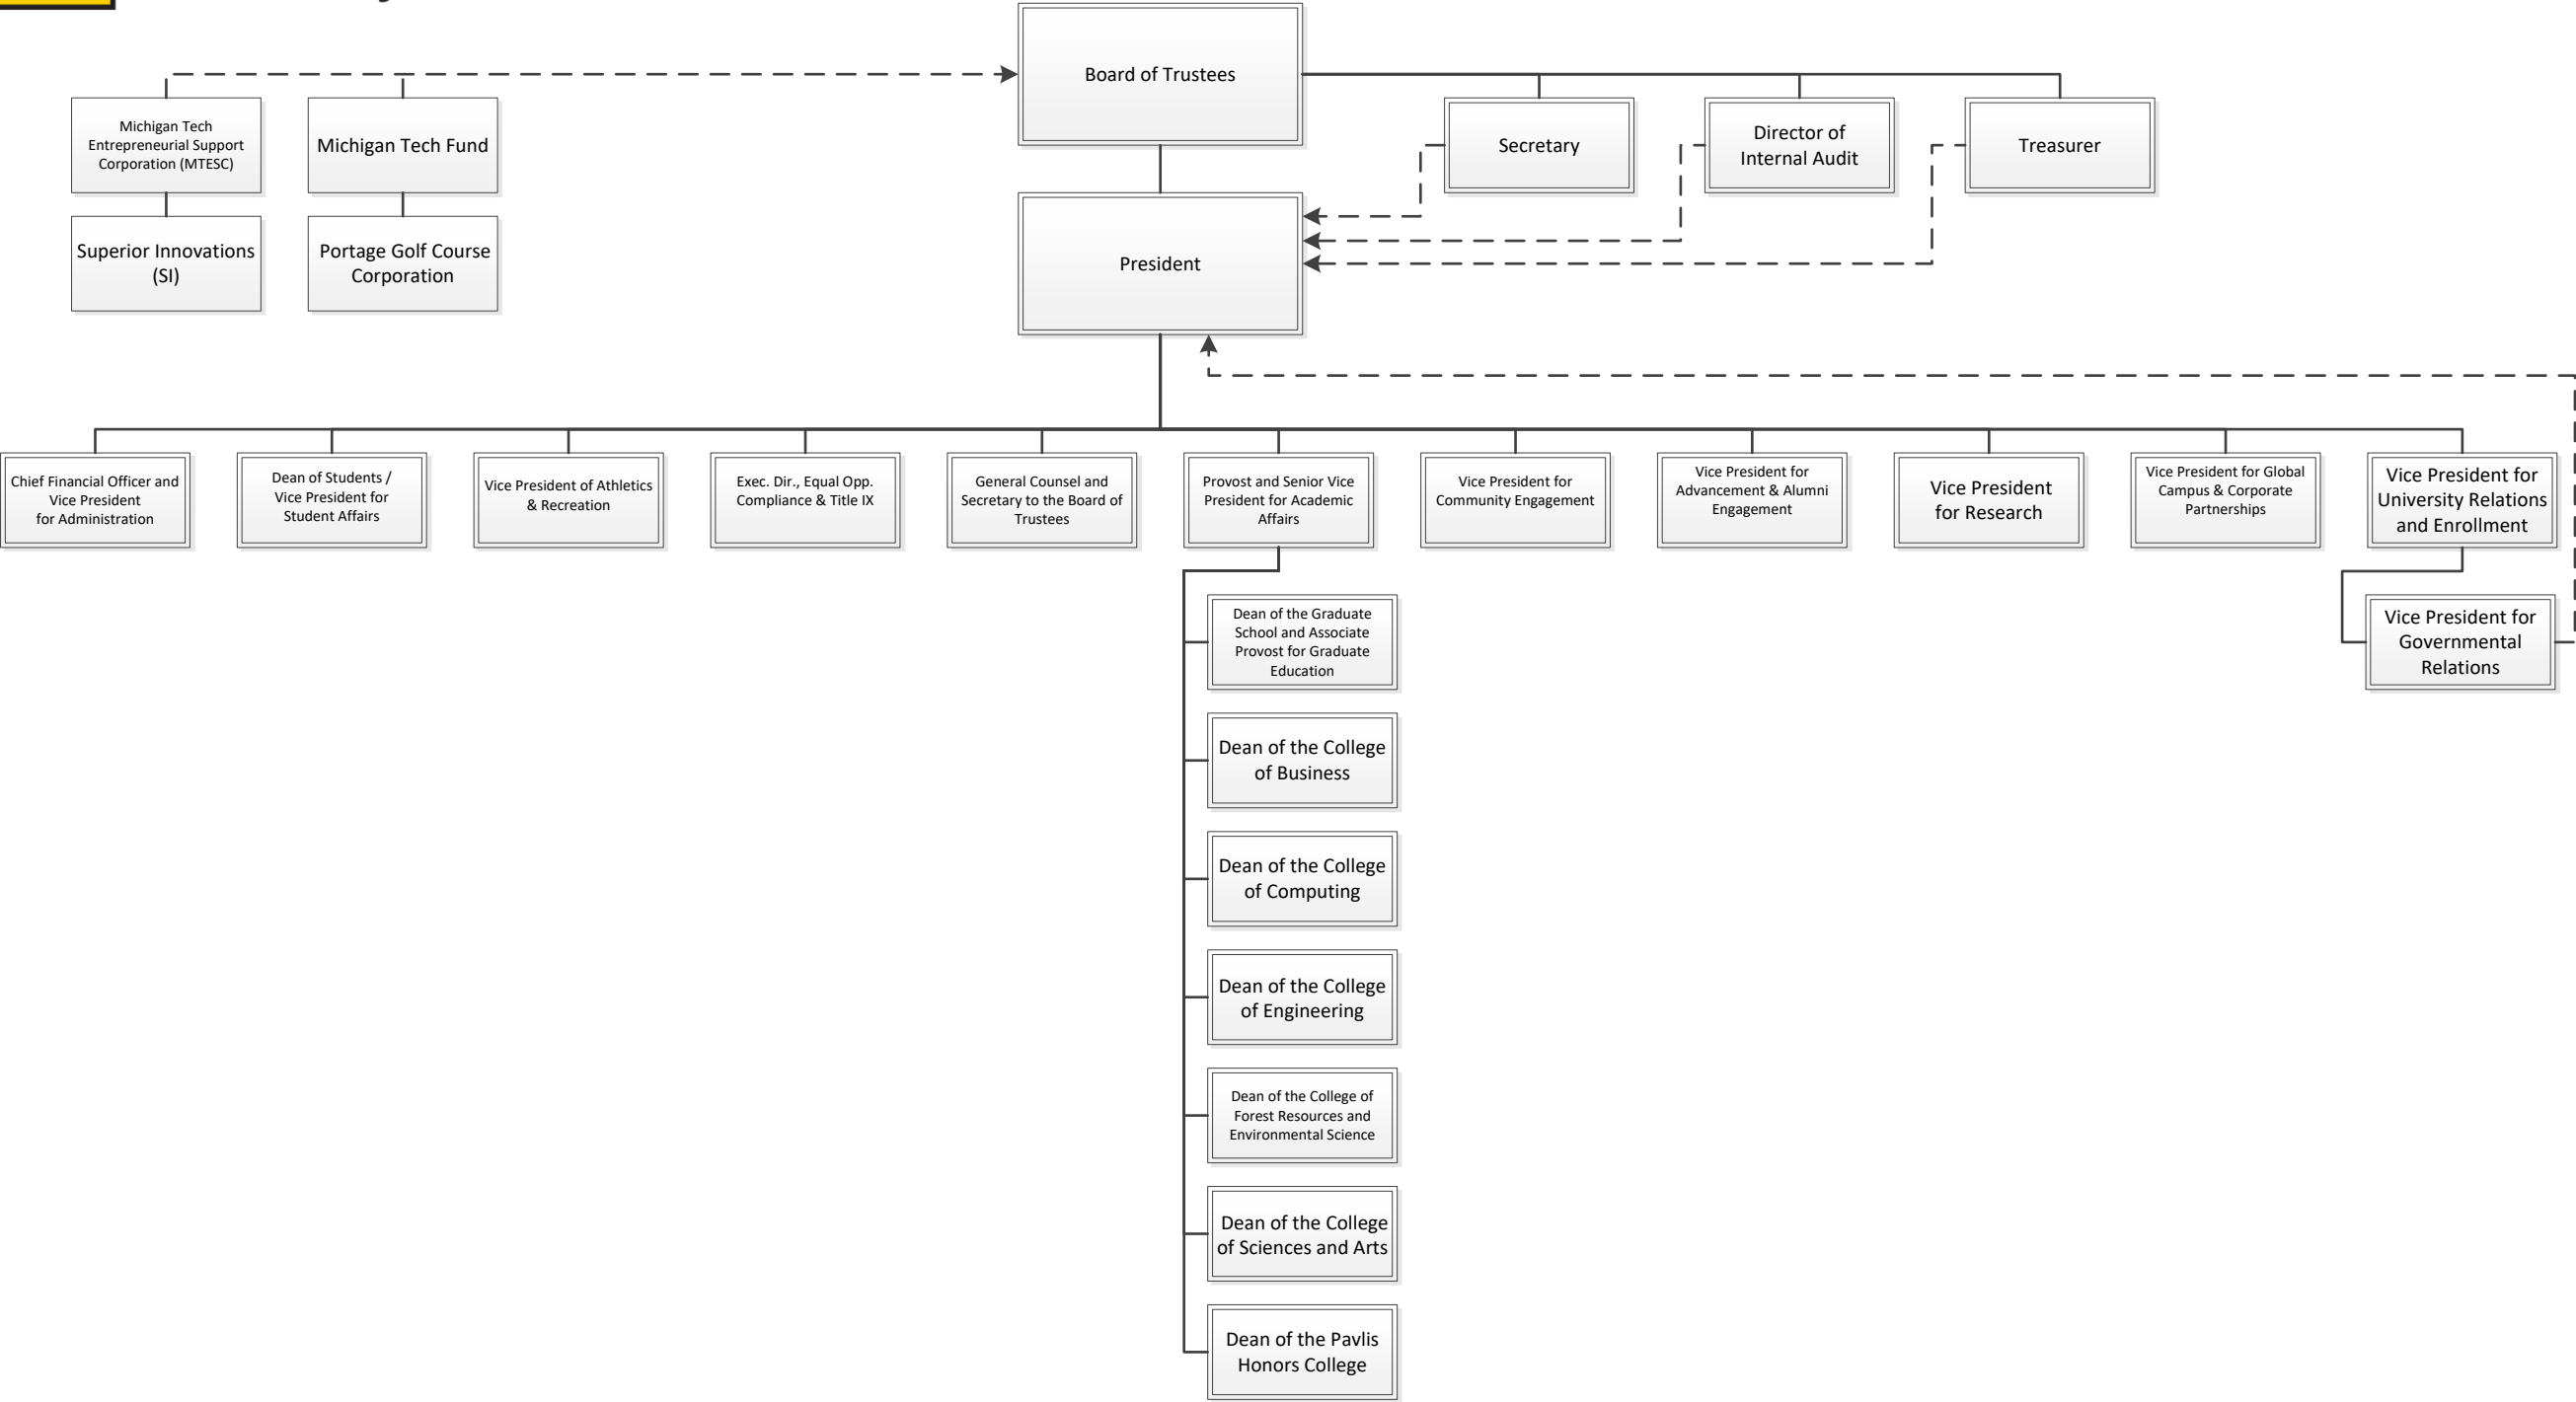 Board of Trustees
Michigan Tech
Entrepreneurial Support
Corporation (MTESC)
Michigan Tech Fund
Secretary
Director of
Internal Audit
Treasurer
Superior Innovations
(SI)
Portage Golf Course
Corporation
President
Chief Financial Officer and
Vice President
for Administration
Dean of Students /
Vice President for
Student Affairs
Vice President of Athletics
& Recreation
Exec. Dir., Equal Opp.
Compliance & Title IX
General Counsel and
Secretary to the Board of
Trustees
Provost and Senior Vice
President for Academic
Affairs
Vice President for
Community Engagement
Vice President for
Advancement & Alumni
Engagement
Vice President
for Research
Vice President for Global
Campus & Corporate
Partnerships
Vice President for
University Relations
and Enrollment
Dean of the Graduate
School and Associate
Provost for Graduate
Education
Vice President for
Governmental
Relations
Dean of the College
of Business
Dean of the College
of Computing
Dean of the College
of Engineering
Dean of the College of
Forest Resources and
Environmental Science
Dean of the College
of Sciences and Arts
Dean of the Pavlis
Honors College